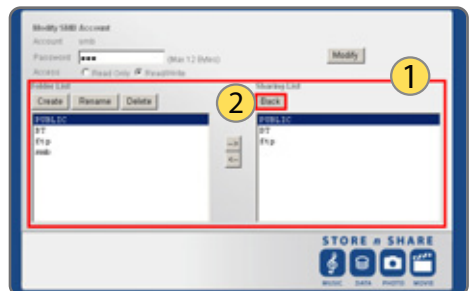 Modify SMB Account
Account smb
Password *** (Max 12 Bytes)
Modify
Access Read Only Read/Write
1
Folder List
Sharing List
Create Rename Delete
2
Back
PUBLIC
BT
ftp
smb
-->
<--
PUBLIC
BT
ftp
STORE n SHARE
MUSIC DATA PHOTO MOVIE